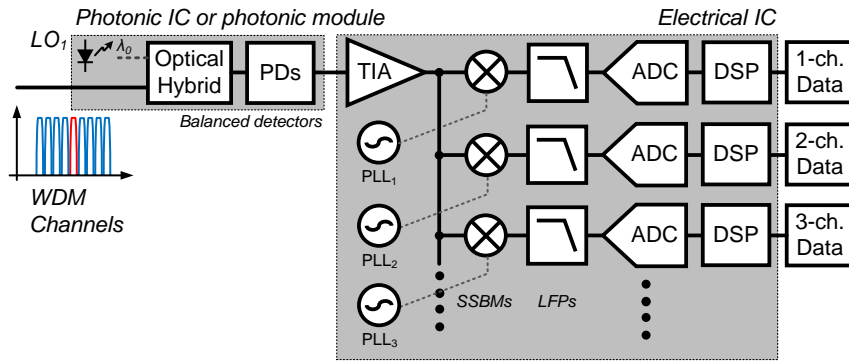 Photonic IC or photonic module
Electrical IC
LO1
λ0
Optical
Hybrid
PDs
TIA
ADC
DSP
1-ch.
Data
Balanced detectors
PLL1
ADC
DSP
2-ch.
Data
WDM
Channels
PLL2
ADC
DSP
3-ch.
Data
SSBMs
LFPs
PLL3